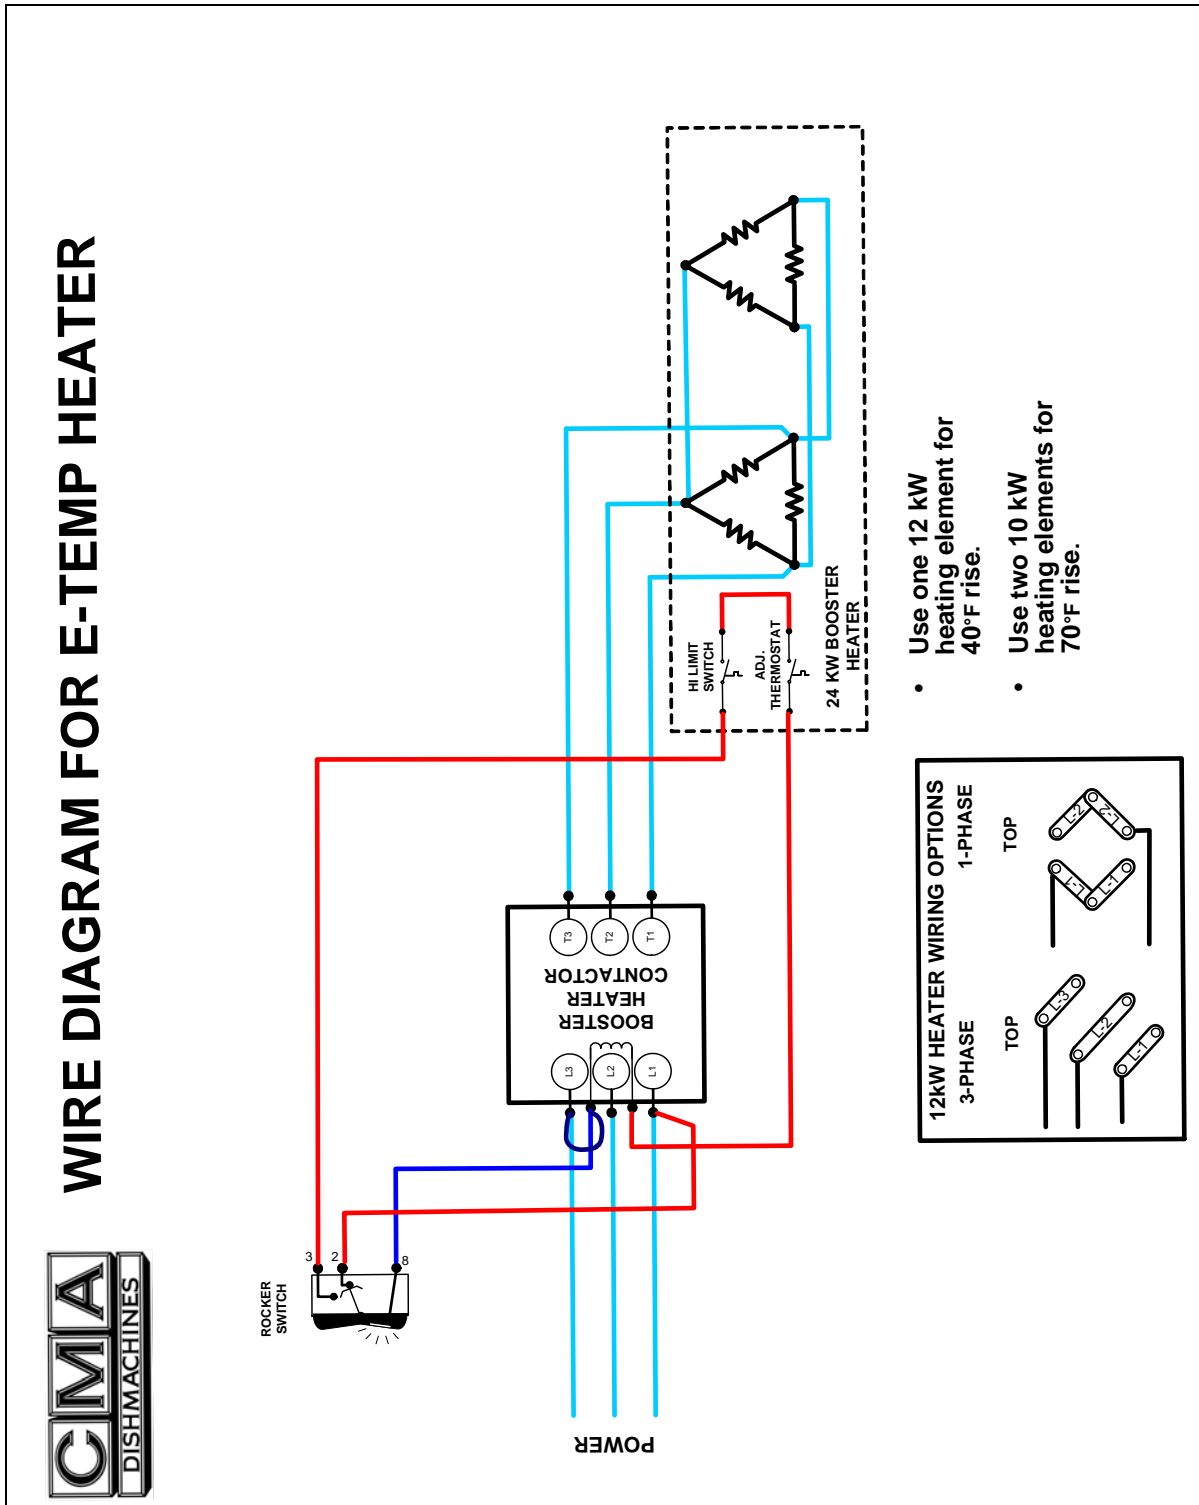 WIRE DIAGRAM FOR E-TEMP HEATER
CMA
DISHMACHINES
ROCKER
SWITCH
3
2
8
POWER
L3
L2
L1
BOOSTER
HEATER
CONTACTOR
T3
T2
T1
HI LIMIT
SWITCH
ADJ.
THERMOSTAT
24 KW BOOSTER
HEATER
• Use one 12 kW
heating element for
40°F rise.
• Use two 10 kW
heating elements for
70°F rise.
12kW HEATER WIRING OPTIONS
3-PHASE
1-PHASE
TOP
TOP
L-3
L-2
L-1
L-1
L-1
L-2
L-2